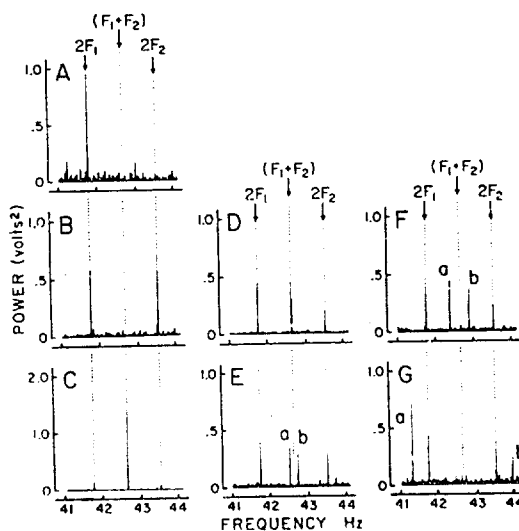 (F₁+F₂)
2F₁ 2F₂
A
1.0
.5
0
B
1.0
.5
0
C
2.0
1.0
.0
41 42 43 44
(F₁+F₂)
2F₁ 2F₂
D
1.0
.5
0
E
1.0
.5
0
a b
41 42 43 44
(F₁+F₂)
2F₁ 2F₂
F
1.0
.5
0
a b
G
1.0
.5
0
a
41 42 43 44
POWER (volts²)
FREQUENCY Hz